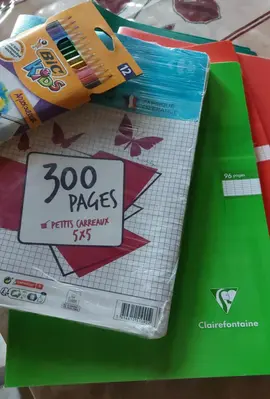 BIC
Kids
12
300
PAGES
PETITS CARREAUX
5X5
96 pages
Clairefontaine